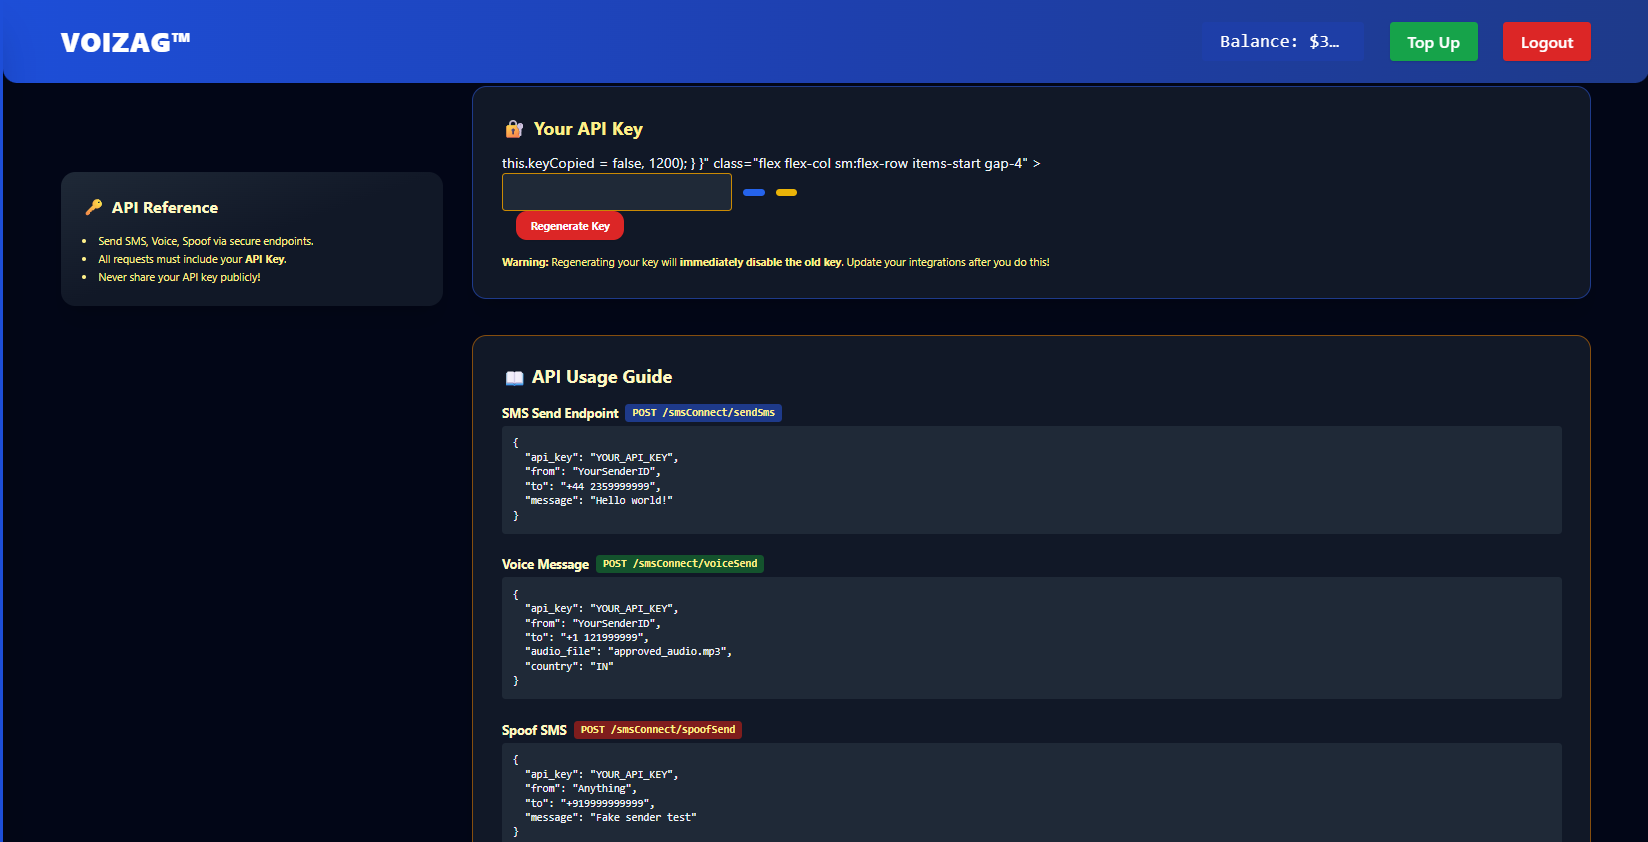 VOIZAG™
Balance: $3…
Top Up
Logout
🔑 API Reference
• Send SMS, Voice, Spoof via secure endpoints.
• All requests must include your API Key.
• Never share your API key publicly!
🔐 Your API Key
this.keyCopied = false, 1200); } }" class="flex flex-col sm:flex-row items-start gap-4" >
Regenerate Key
Warning: Regenerating your key will immediately disable the old key. Update your integrations after you do this!
📖 API Usage Guide
SMS Send Endpoint POST /smsConnect/sendSms
{
"api_key": "YOUR_API_KEY",
"from": "YourSenderID",
"to": "+44 2359999999",
"message": "Hello world!"
}
Voice Message POST /smsConnect/voiceSend
{
"api_key": "YOUR_API_KEY",
"from": "YourSenderID",
"to": "+1 121999999",
"audio_file": "approved_audio.mp3",
"country": "IN"
}
Spoof SMS POST /smsConnect/spoofSend
{
"api_key": "YOUR_API_KEY",
"from": "Anything",
"to": "+919999999999",
"message": "Fake sender test"
}